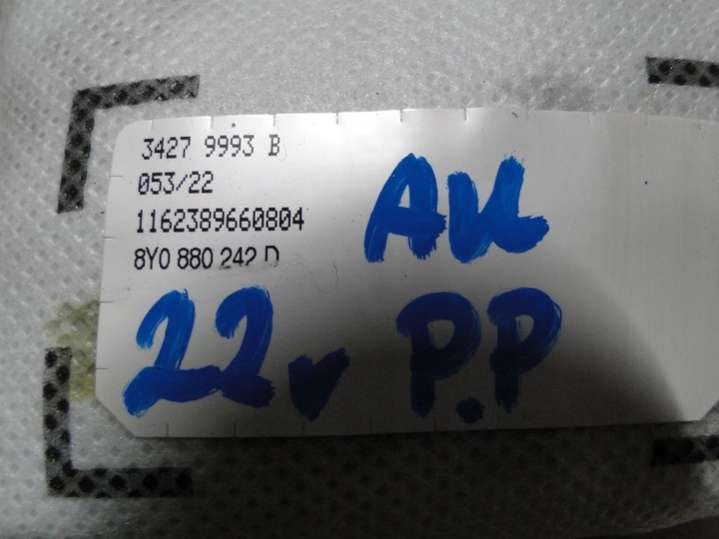 3427 9993 B
053/22
1162389660804
8Y0 880 242 D
AU
22v P.P